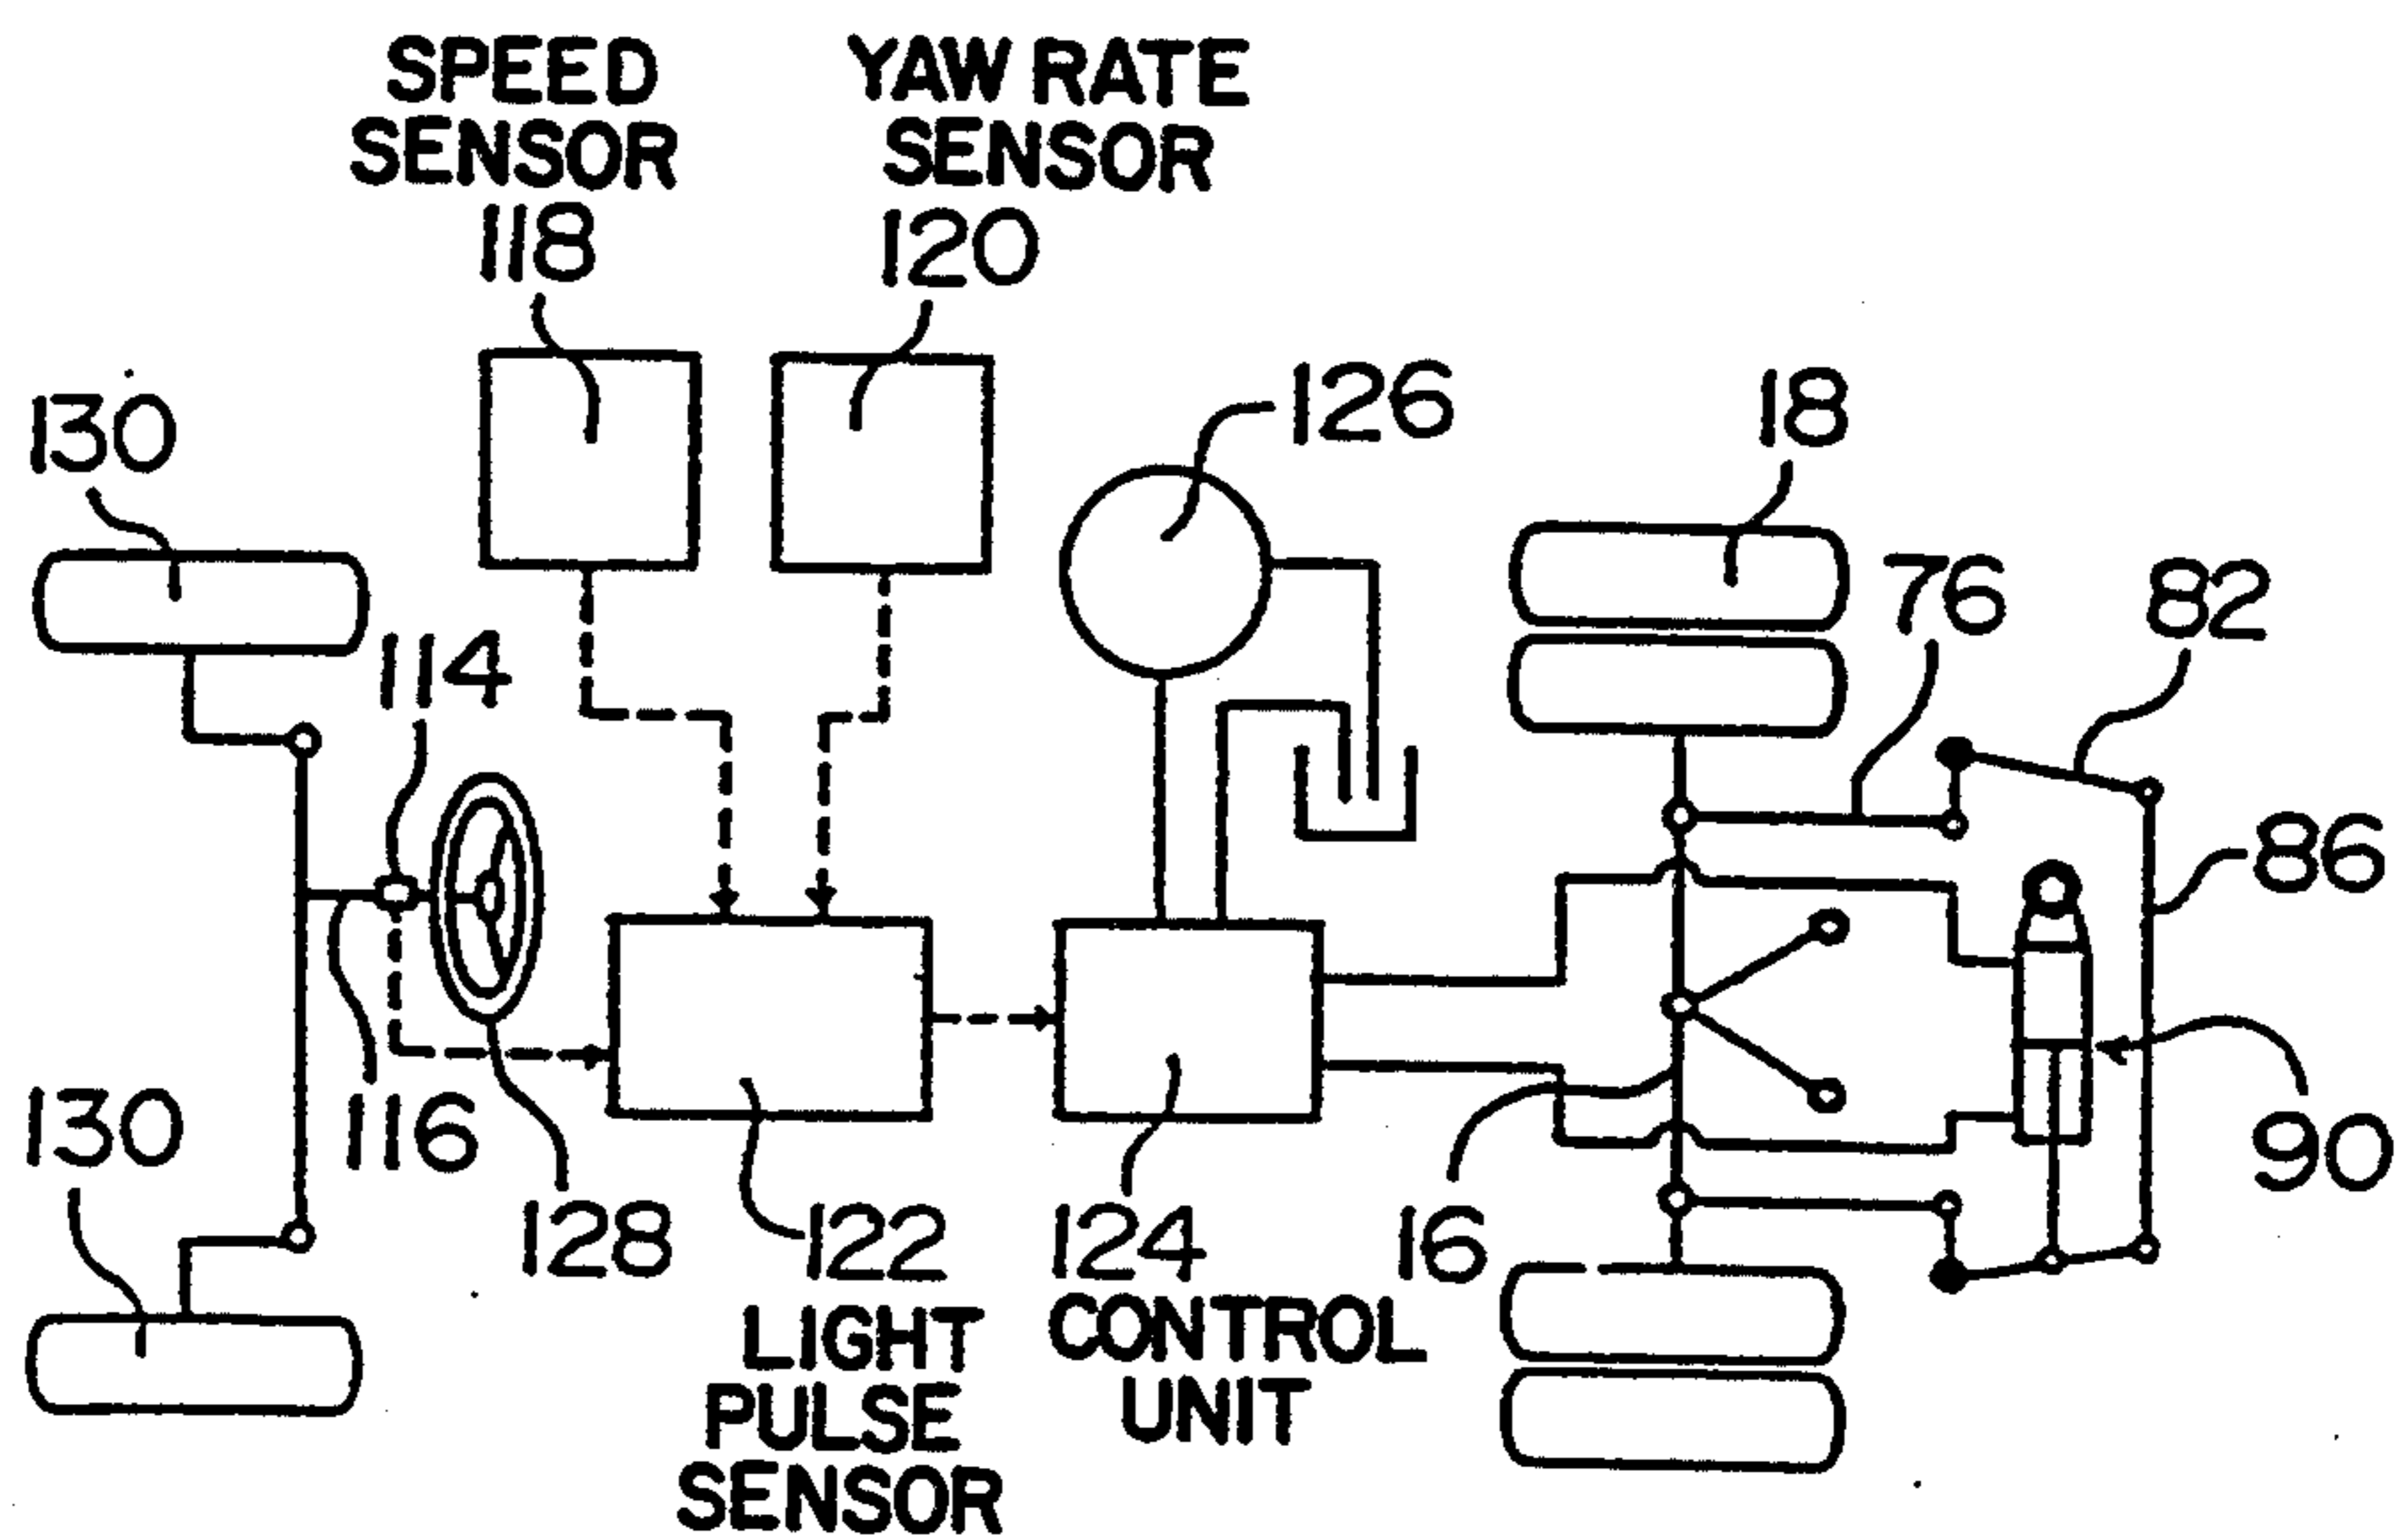 SPEED
SENSOR
118
YAW RATE
SENSOR
120
130
114
126
18
76
82
86
130
116
128
122
LIGHT
PULSE
SENSOR
124
CONTROL
UNIT
16
90